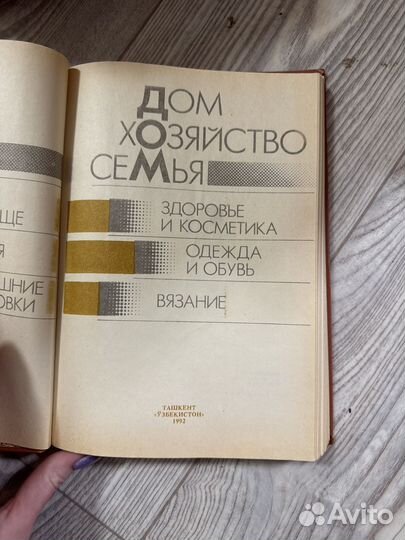 ДОМ
ХОЗЯЙСТВО
СЕМЬЯ
ЗДОРОВЬЕ
И КОСМЕТИКА
ОДЕЖДА
И ОБУВЬ
ВЯЗАНИЕ
ТАШКЕНТ
«ЎЗБЕКИСТОН»
1992
Avito